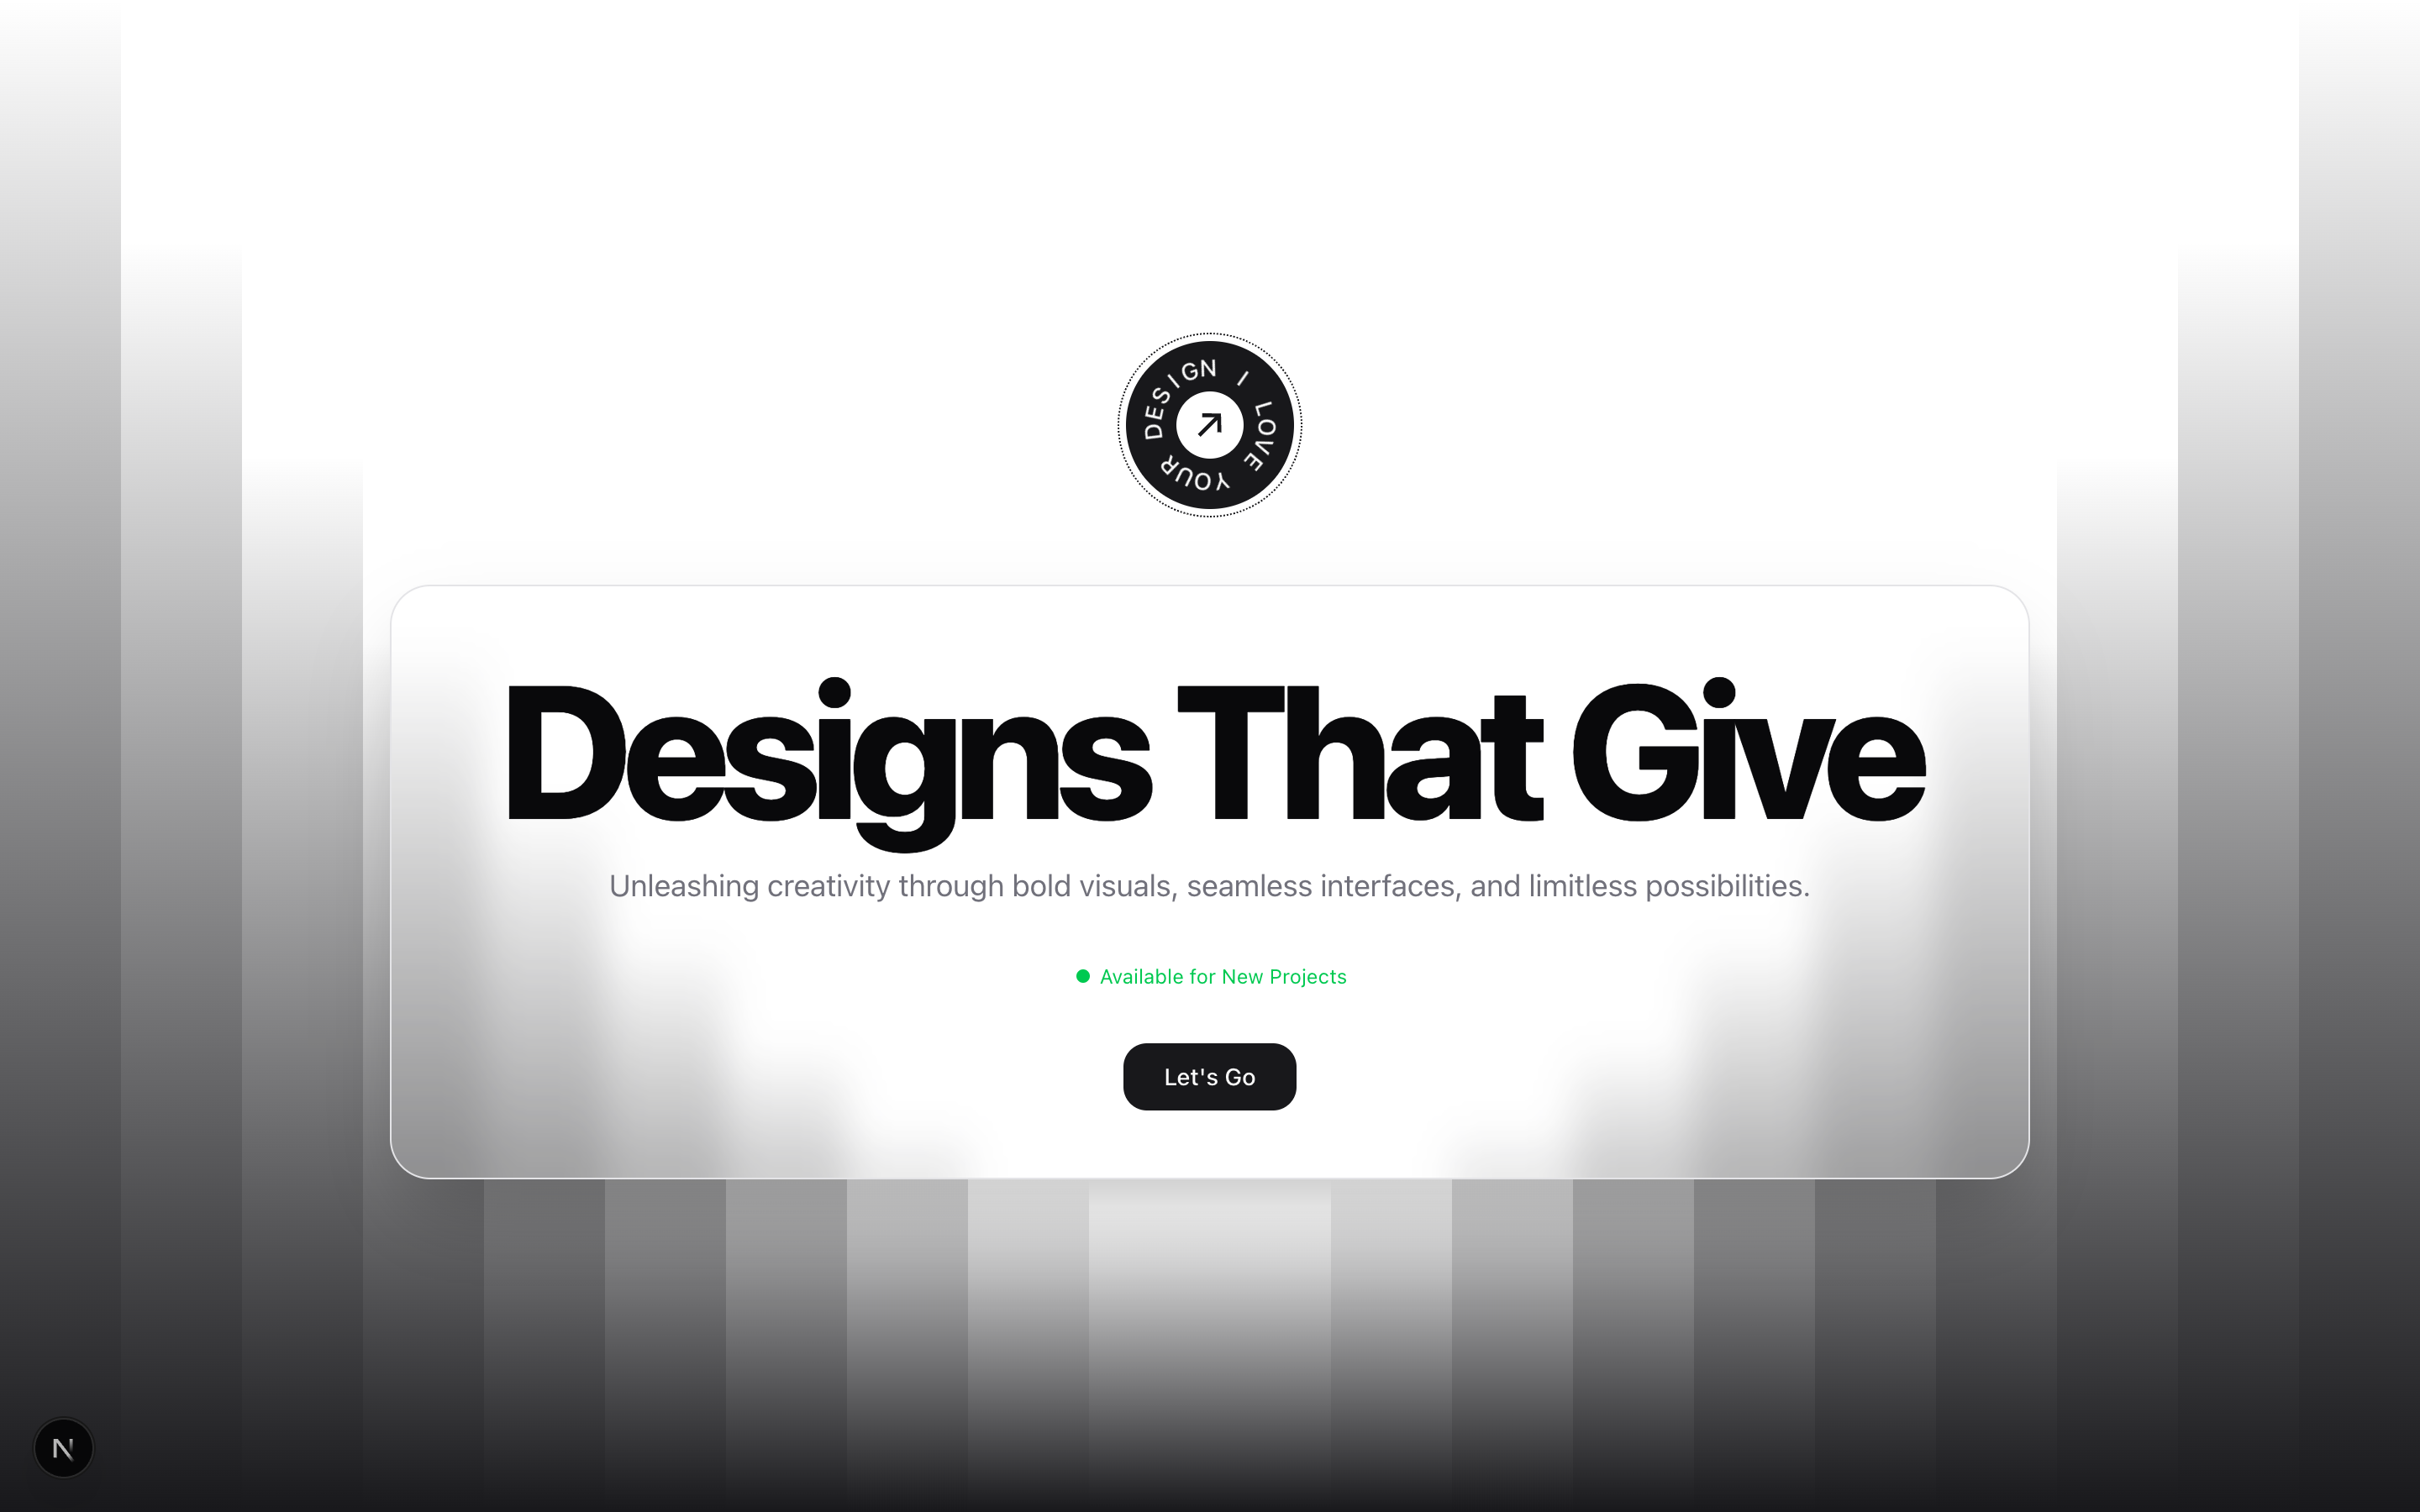 DESIGN I LOVE YOUR
Designs That Give
Unleashing creativity through bold visuals, seamless interfaces, and limitless possibilities.
Available for New Projects
Let's Go
N